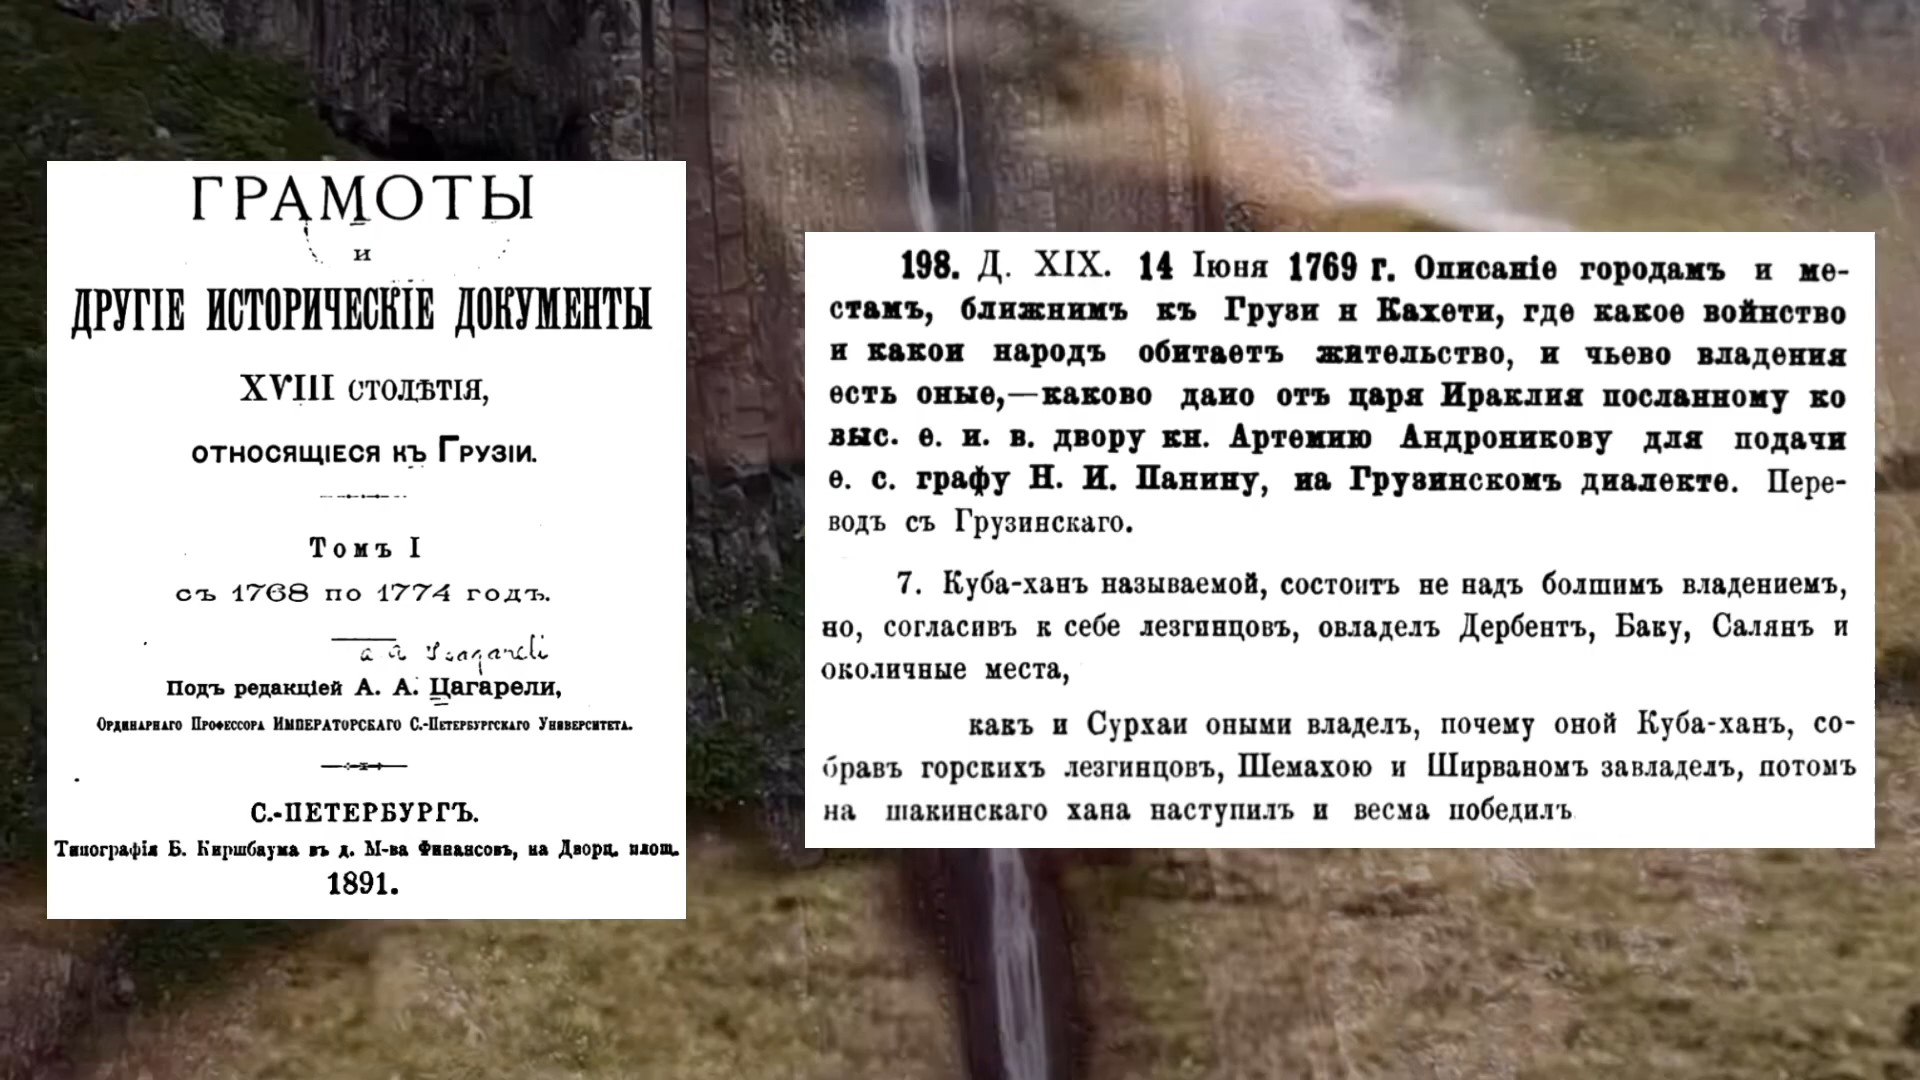 ГРАМОТЫ
и
ДРУГІЕ ИСТОРИЧЕСКІЕ ДОКУМЕНТЫ
XVIII СТОЛѢТІЯ,
ОТНОСЯЩІЕСЯ КЪ ГРУЗІИ.
Томъ I
съ 1768 по 1774 годъ.
Подъ редакціей А. А. Цагарели,
Ординарнаго Профессора ИМПЕРАТОРСКАГО С.-Петербургскаго Университета.
С.-ПЕТЕРБУРГЪ.
Типографія Б. Киршбаума въ д. М-ва Финансовъ, на Дворц. площ.
1891.
198. Д. XIX. 14 Іюня 1769 г. Описаніе городамъ и ме-
стамъ, ближнимъ къ Грузи и Кахети, где какое войнство
и какои народъ обитаетъ жительство, и чьево владения
есть оные,—каково дано отъ царя Ираклия посланному ко
выс. е. и. в. двору кн. Артемию Андроникову для подачи
е. с. графу Н. И. Панину, на Грузинскомъ диалекте. Пере-
водъ съ Грузинскаго.
7. Куба-ханъ называемой, состоитъ не надъ болшимъ владениемъ,
но, согласивъ к себе лезгинцовъ, овладелъ Дербентъ, Баку, Салянъ и
околичные места,
какъ и Сурхаи оными владелъ, почему оной Куба-ханъ, со-
бравъ горскихъ лезгинцовъ, Шемахою и Ширваномъ завладелъ, потомъ
на шакинскаго хана наступилъ и весма победилъ